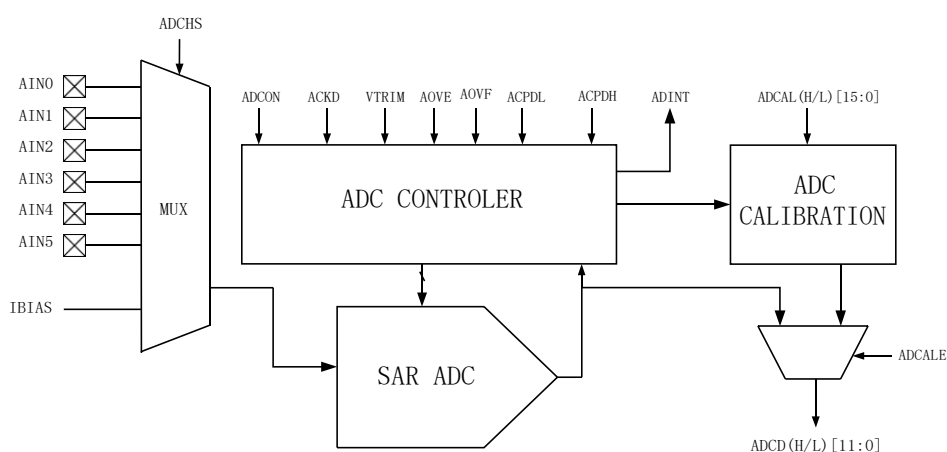 ADCHS
AIN0
AIN1
AIN2
AIN3
AIN4
AIN5
IBIAS
MUX
ADCON
ACKD
VTRIM
AOVE
AOVF
ACPDL
ACPDH
ADINT
ADCAL(H/L)[15:0]
ADC CONTROLER
ADC
CALIBRATION
SAR ADC
ADCALE
ADCD(H/L)[11:0]